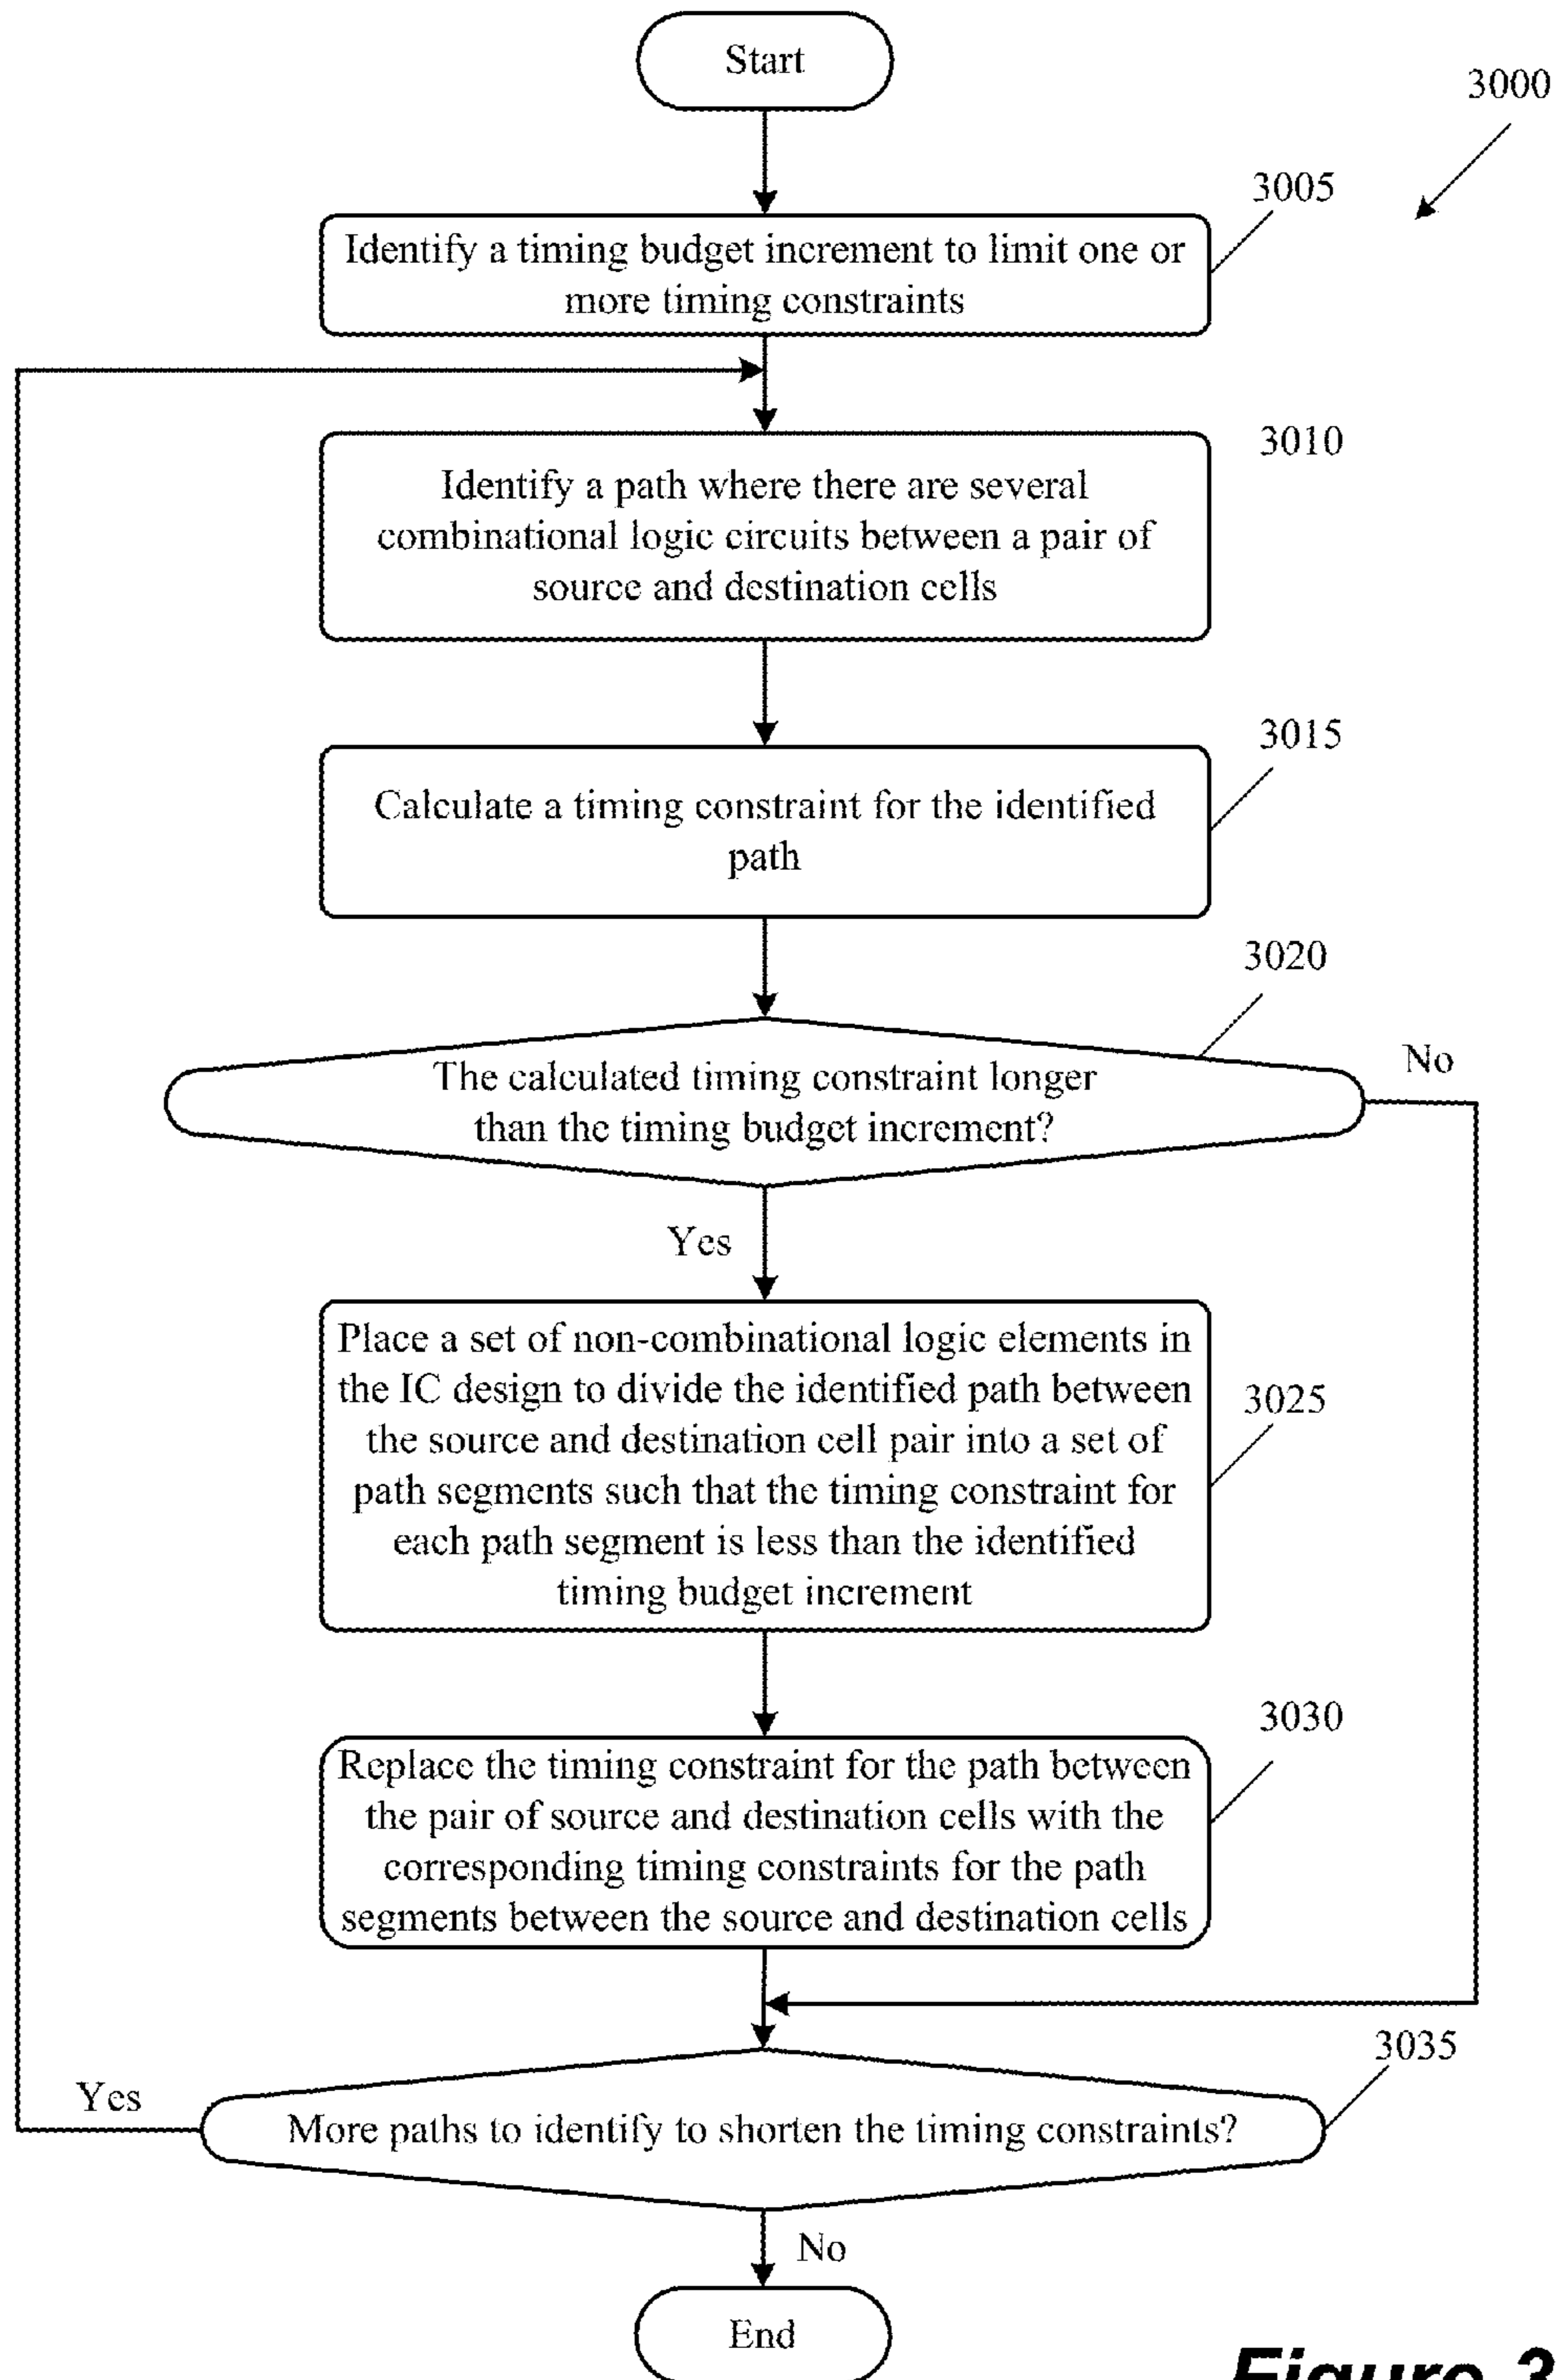 Start
3000
3005
Identify a timing budget increment to limit one or
more timing constraints
3010
Identify a path where there are several
combinational logic circuits between a pair of
source and destination cells
3015
Calculate a timing constraint for the identified
path
3020
The calculated timing constraint longer
than the timing budget increment?
No
Yes
Place a set of non-combinational logic elements in
the IC design to divide the identified path between
the source and destination cell pair into a set of
path segments such that the timing constraint for
each path segment is less than the identified
timing budget increment
3025
3030
Replace the timing constraint for the path between
the pair of source and destination cells with the
corresponding timing constraints for the path
segments between the source and destination cells
3035
Yes
More paths to identify to shorten the timing constraints?
No
End
Figure